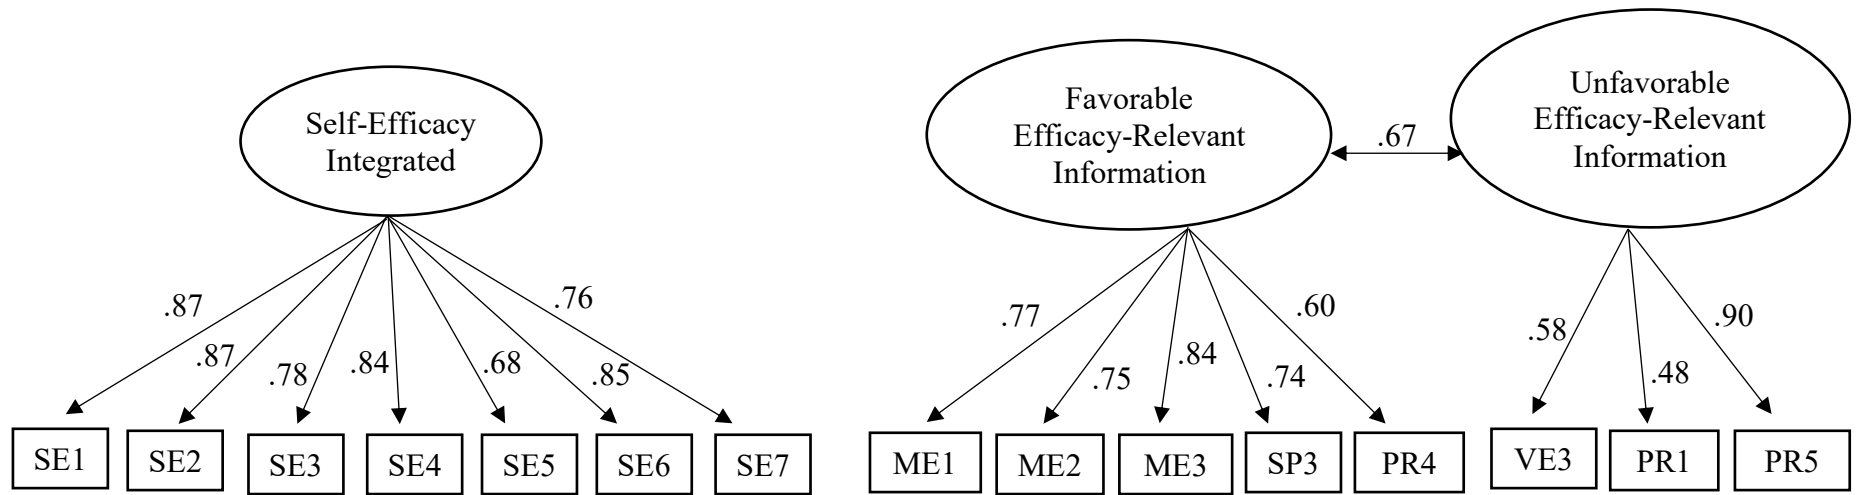 Self-Efficacy
Integrated
Favorable
Efficacy-Relevant
Information
.67
Unfavorable
Efficacy-Relevant
Information
.87
.87
.78
.84
.68
.85
.76
.77
.75
.84
.74
.60
.58
.48
.90
SE1
SE2
SE3
SE4
SE5
SE6
SE7
ME1
ME2
ME3
SP3
PR4
VE3
PR1
PR5